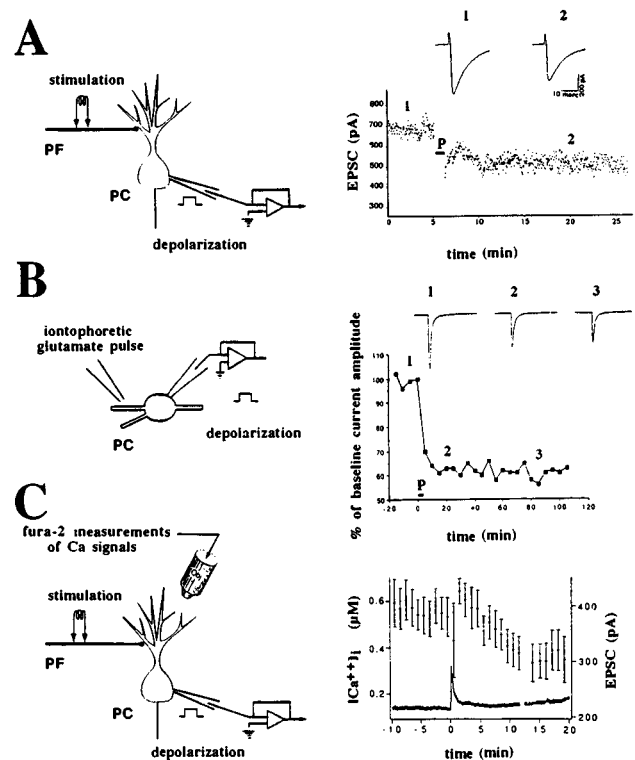 A
stimulation
PF
PC
depolarization
1 2
10 msec
200 pA
EPSC (pA)
800
700
600
500
400
300
1
P
2
0 5 10 15 20 25
time (min)
B
iontophoretic
glutamate pulse
PC
depolarization
1 2 3
% of baseline current amplitude
110
100
90
80
70
60
50
1
2
3
P
-20 0 20 40 60 80 100
time (min)
C
fura-2 measurements
of Ca signals
stimulation
PF
PC
depolarization
[Ca++]i (μM)
0.6
0.4
0.2
EPSC (pA)
400
300
200
-10 -5 0 5 10 15 20
time (min)